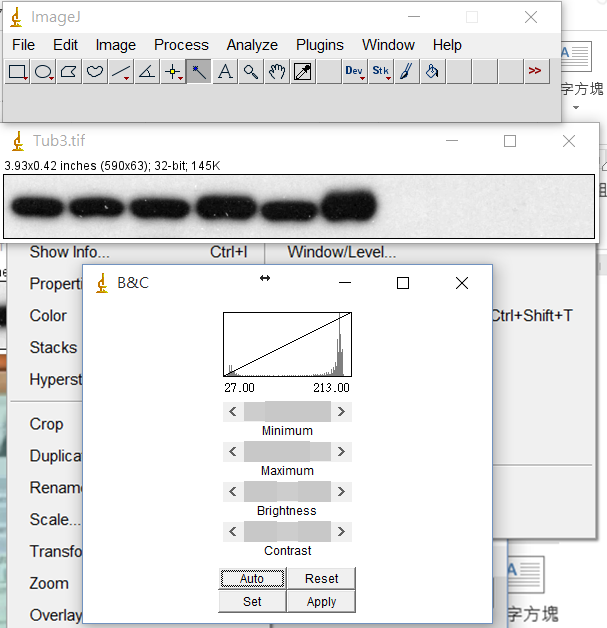 ImageJ
File Edit Image Process Analyze Plugins Window Help
A Dev Stk >>
A
字方塊
Tub3.tif
3.93x0.42 inches (590x63); 32-bit; 145K
Show Info... Ctrl+I Window/Level...
B&C
Properti
Color Ctrl+Shift+T
Stacks
Hyperst
27.00 213.00
Minimum
Crop
Duplicat
Maximum
Renam
Brightness
Scale...
Transfo
Contrast
Zoom
Auto Reset
Set Apply
Overlay
A
字方塊